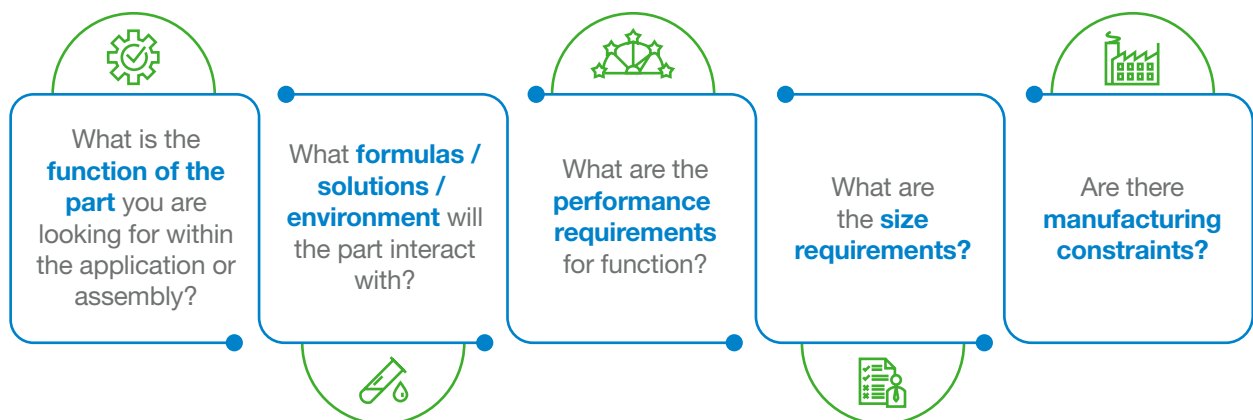 What is the
function of the
part you are
looking for within
the application or
assembly?
What formulas /
solutions /
environment will
the part interact
with?
What are the
performance
requirements
for function?
What are
the size
requirements?
Are there
manufacturing
constraints?